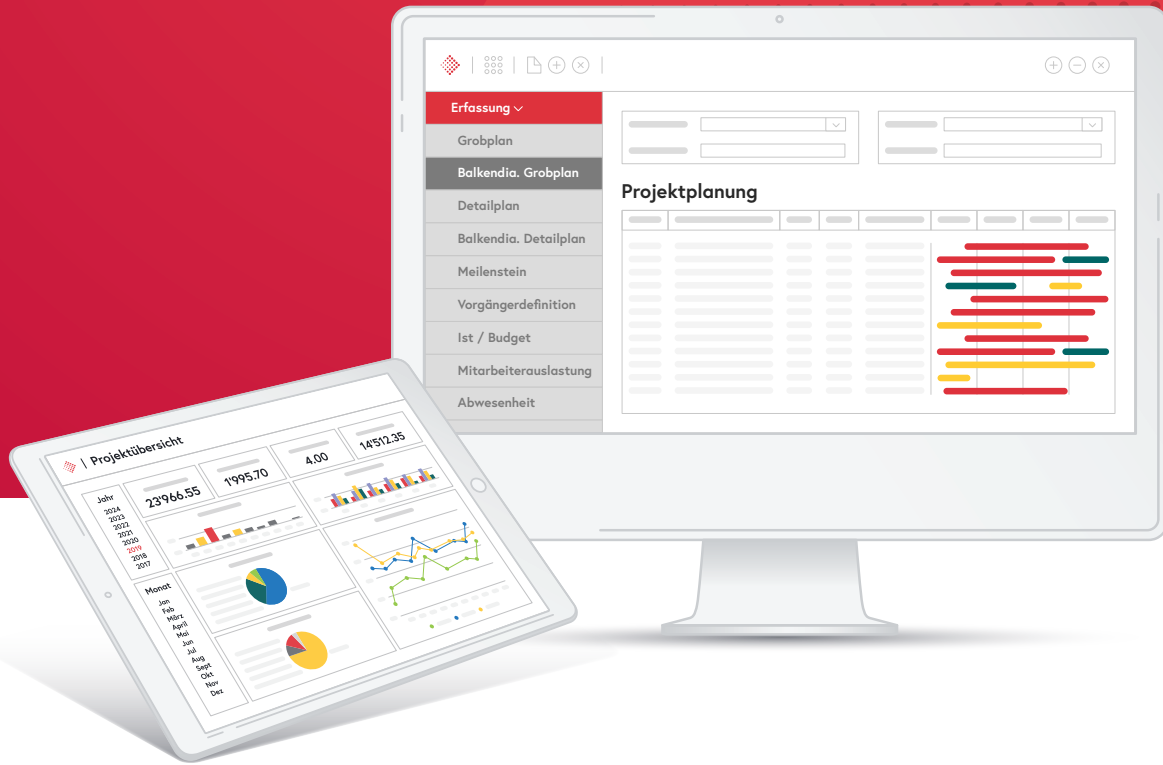 Erfassung
Grobplan
Balkendia. Grobplan
Detailplan
Balkendia. Detailplan
Meilenstein
Vorgängerdefinition
Ist / Budget
Mitarbeiterauslastung
Abwesenheit
Projektplanung
| Projektübersicht
Jahr
2024
2023
2022
2021
2020
2019
2018
2017
Monat
Jan
Feb
März
April
Mai
Jun
Jul
Aug
Sept
Okt
Nov
Dez
23'966.55
1'995.70
4.00
14'512.35